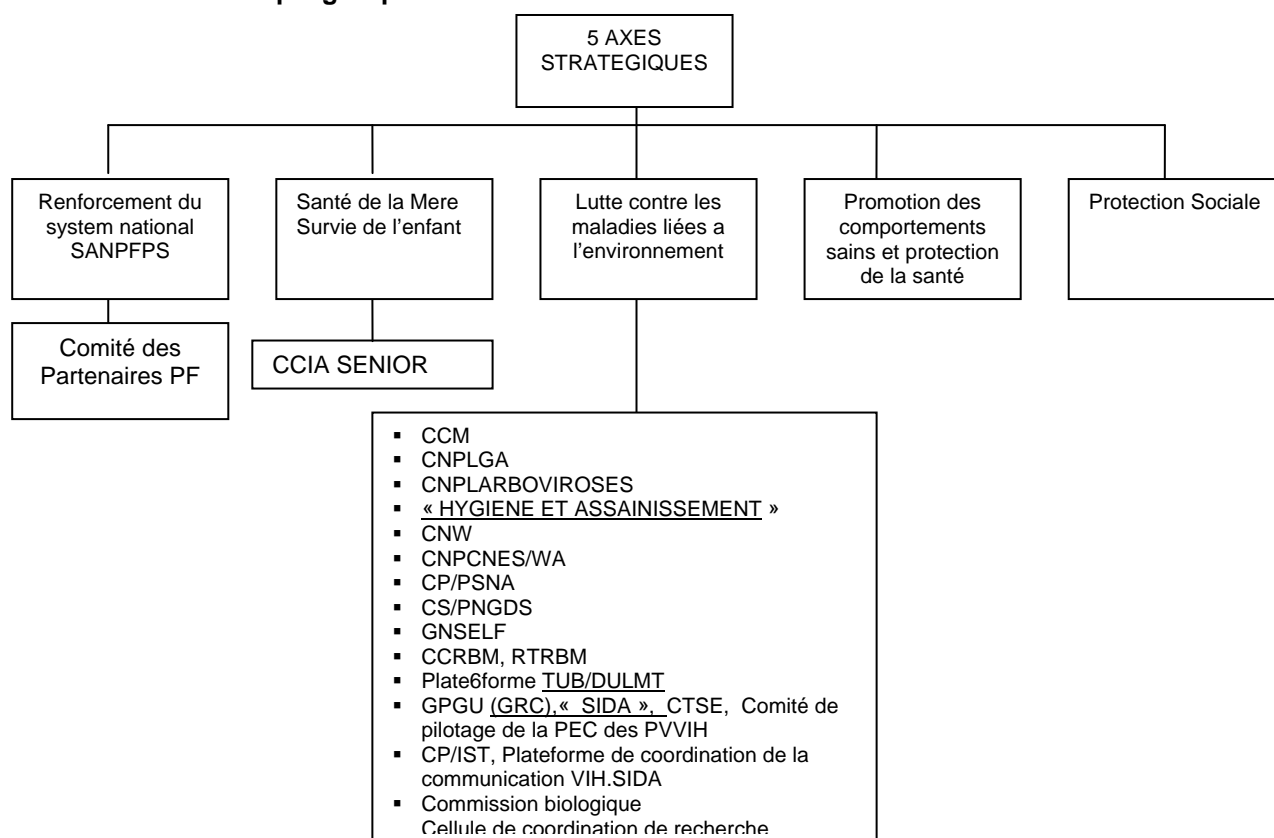 5 AXES
STRATEGIQUES
Renforcement du
system national
SANPFPS
Santé de la Mere
Survie de l'enfant
Lutte contre les
maladies liées a
l'environnement
Promotion des
comportements
sains et protection
de la santé
Protection Sociale
Comité des
Partenaires PF
CCIA SENIOR
▪ CCM
▪ CNPLGA
▪ CNPLARBOVIROSES
▪ « HYGIENE ET ASSAINISSEMENT »
▪ CNW
▪ CNPCNES/WA
▪ CP/PSNA
▪ CS/PNGDS
▪ GNSELF
▪ CCRBM, RTRBM
▪ Plate6forme TUB/DULMT
▪ GPGU (GRC),« SIDA », CTSE, Comité de
pilotage de la PEC des PVVIH
▪ CP/IST, Plateforme de coordination de la
communication VIH.SIDA
▪ Commission biologique
Cellule de coordination de recherche